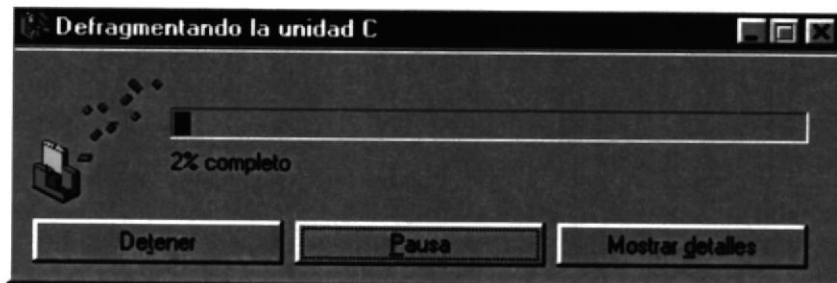 Defragmentando la unidad C
2% completo
Detener
Pausa
Mostrar detalles